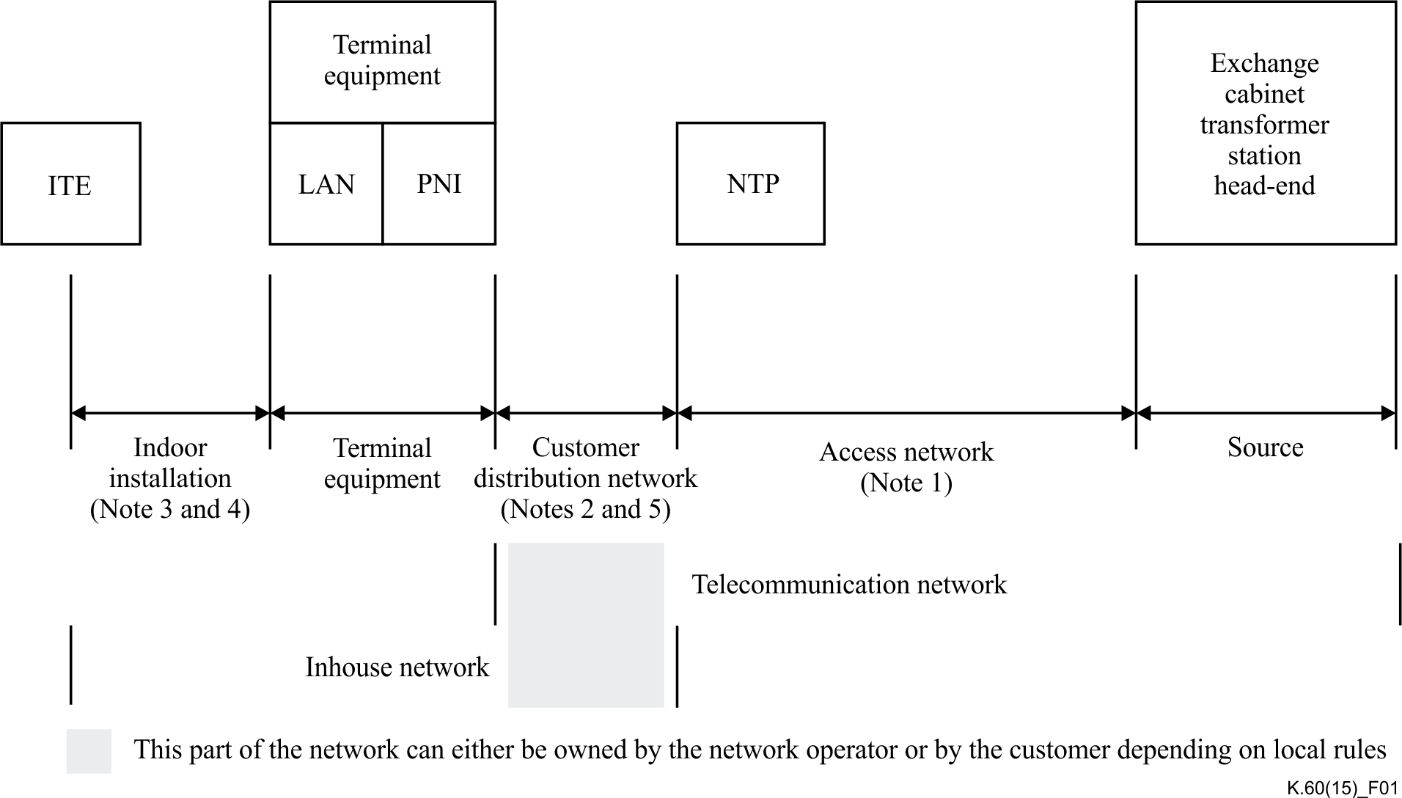 Terminal
equipment
ITE
LAN
PNI
NTP
Exchange
cabinet
transformer
station
head-end
Indoor
installation
(Note 3 and 4)
Terminal
equipment
Customer
distribution network
(Notes 2 and 5)
Access network
(Note 1)
Source
Telecommunication network
Inhouse network
This part of the network can either be owned by the network operator or by the customer depending on local rules
K.60(15)_F01